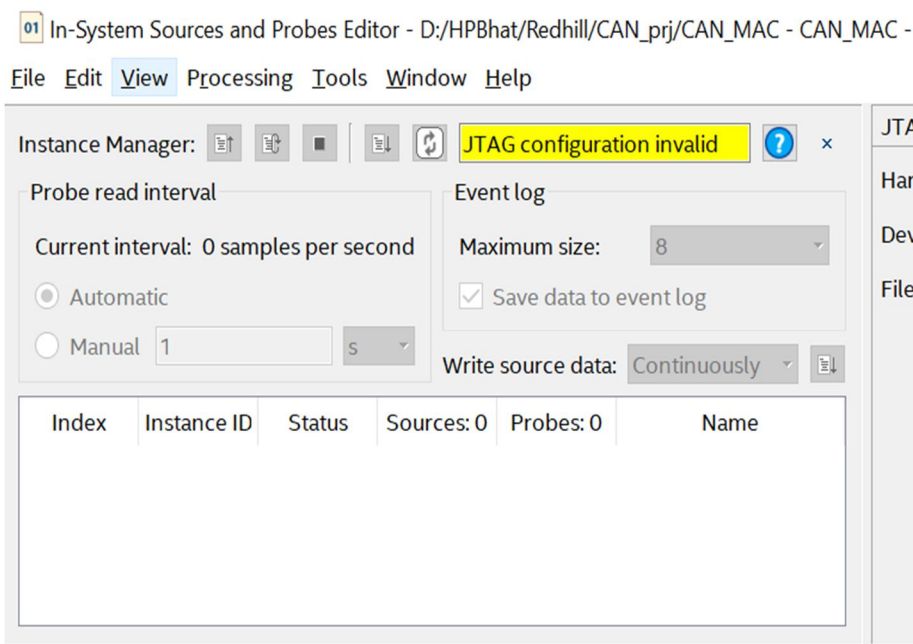 01 In-System Sources and Probes Editor - D:/HPBhat/Redhill/CAN_prj/CAN_MAC - CAN_MAC -
File Edit View Processing Tools Window Help
Instance Manager: JTAG configuration invalid ? ×
Probe read interval
Current interval: 0 samples per second
Automatic
Manual 1 s
Event log
Maximum size: 8
Save data to event log
Write source data: Continuously
Index Instance ID Status Sources: 0 Probes: 0 Name
JTA
Har
Dev
File